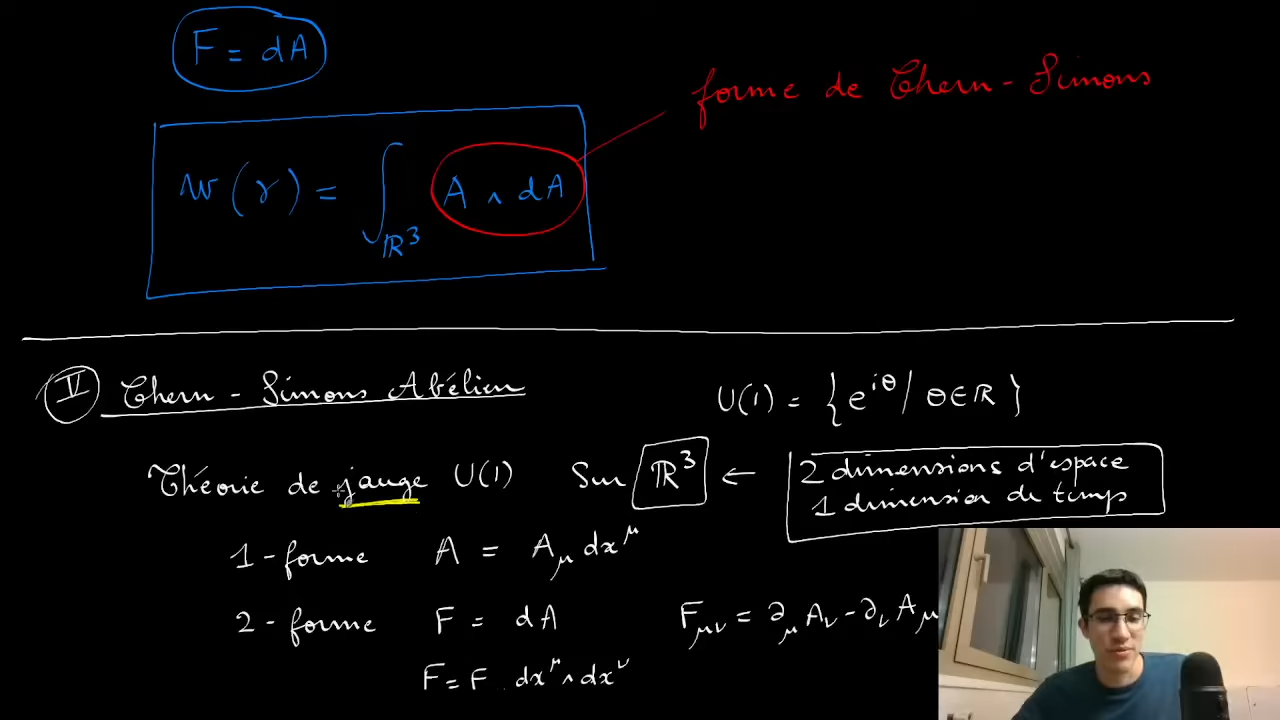 F = dA
forme de Chern-Simons
W(γ) = ∫_{ℝ³} A ∧ dA
V Chern-Simons Abélien
U(1) = { e^{iθ} / θ∈ℝ }
Théorie de jauge U(1) Sur ℝ³ ← 2 dimensions d'espace
1 dimension de temps
1-forme A = A_μ dx^μ
2-forme F = dA F_{μν} = ∂_μ A_ν - ∂_ν A_μ
F = F dx^μ ∧ dx^ν